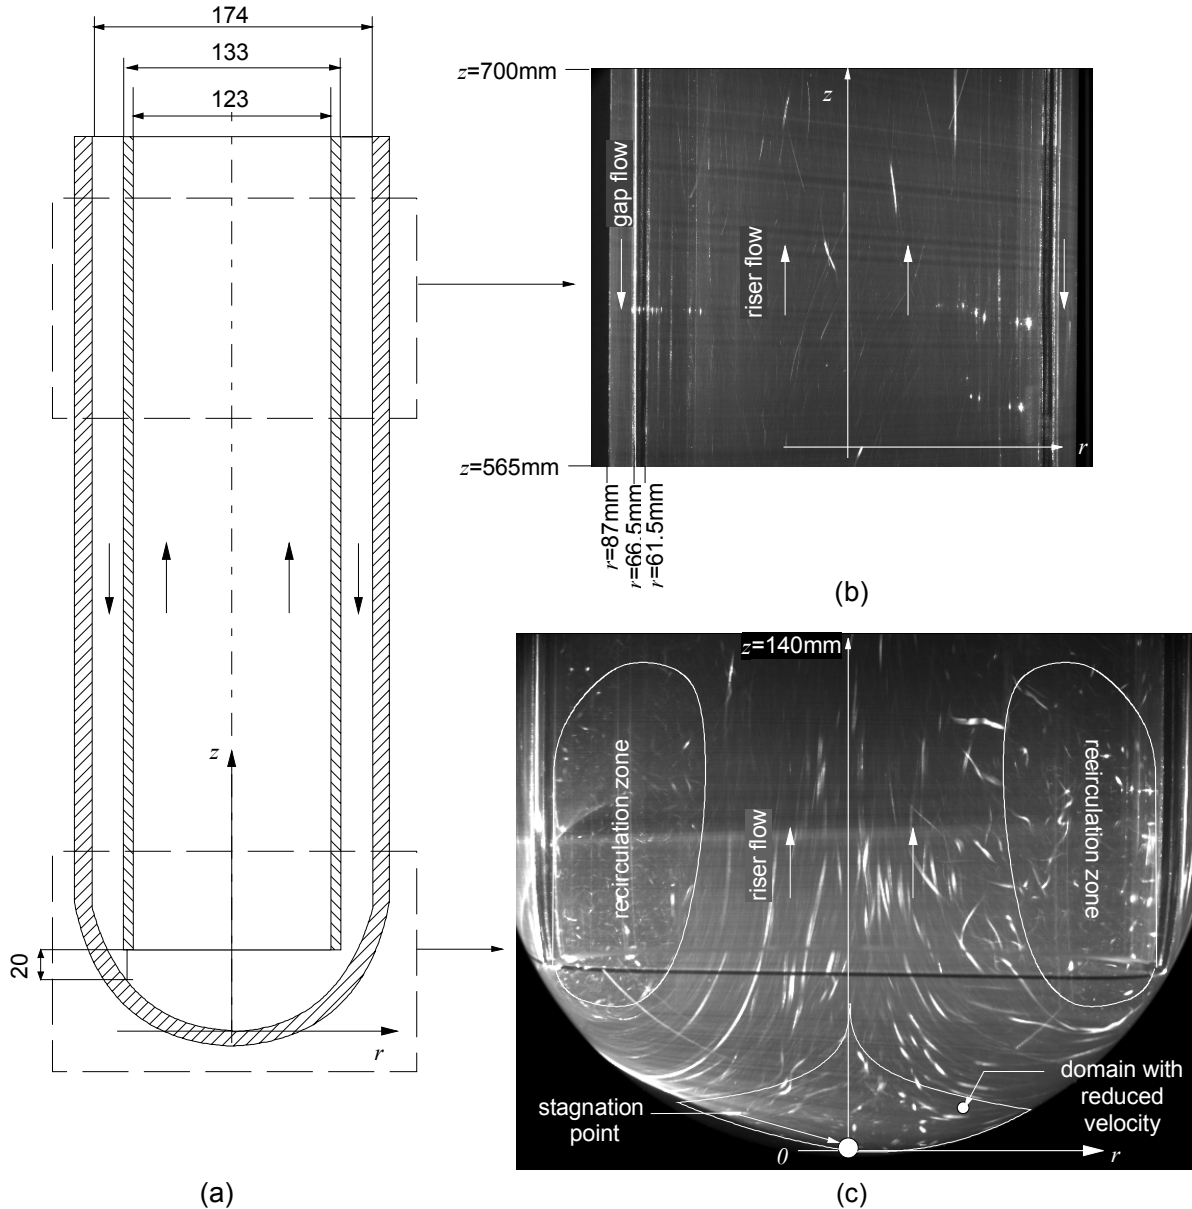 174
133
123
z
20
r
(a)
z=700mm
z
gap flow
riser flow
r
z=565mm
r=87mm
r=66.5mm
r=61.5mm
(b)
z=140mm
recirculation zone
riser flow
recirculation zone
stagnation
point
domain with
reduced
velocity
0
r
(c)